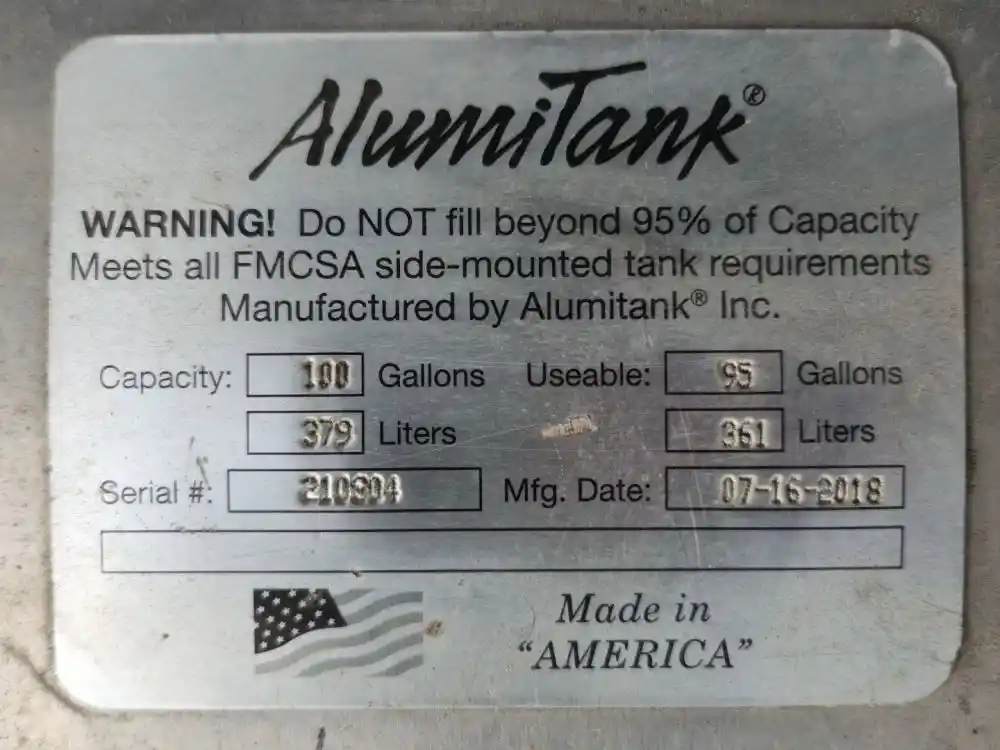 AlumiTank®
WARNING! Do NOT fill beyond 95% of Capacity
Meets all FMCSA side-mounted tank requirements
Manufactured by Alumitank® Inc.
Capacity: 100 Gallons Useable: 95 Gallons
379 Liters 361 Liters
Serial #: Mfg. Date: 07-16-2018
Made in
“AMERICA”